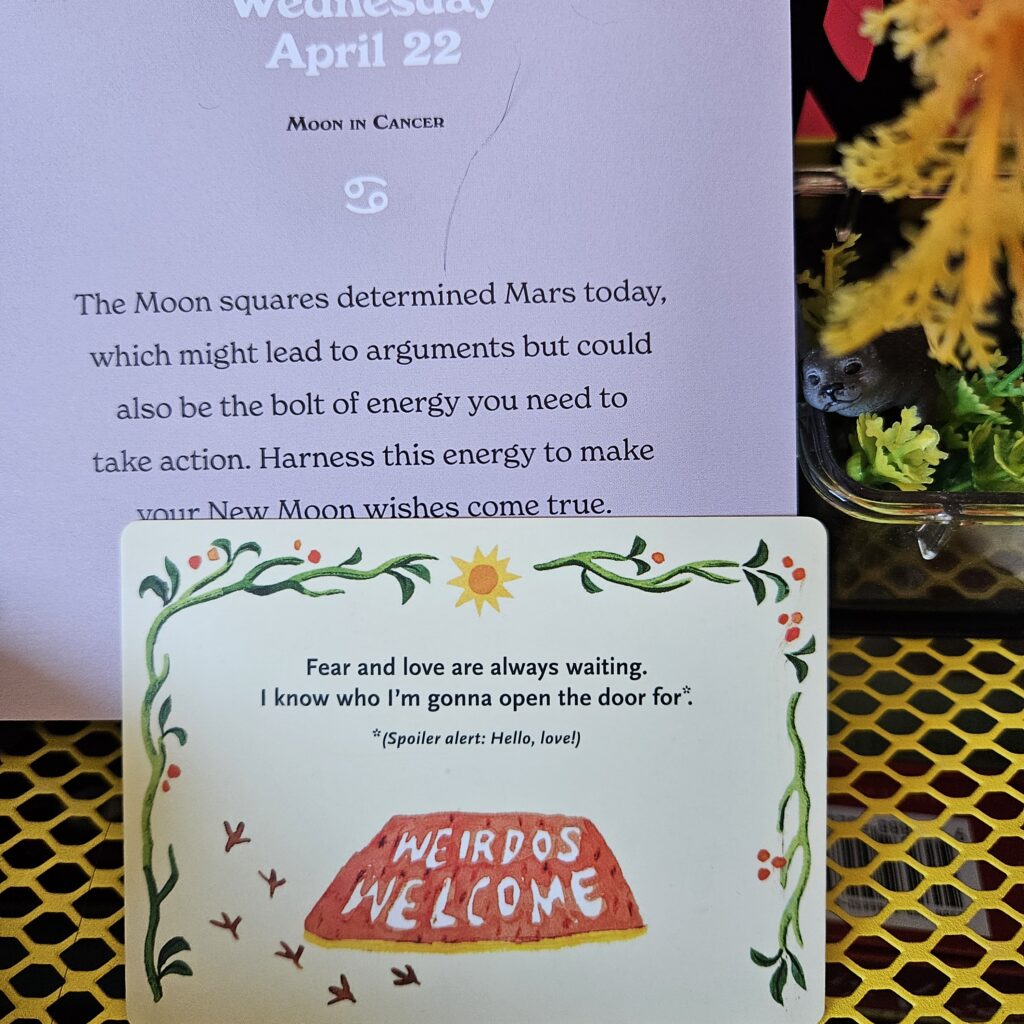 Wednesday
April 22
Moon in Cancer
The Moon squares determined Mars today,
which might lead to arguments but could
also be the bolt of energy you need to
take action. Harness this energy to make
your New Moon wishes come true.
Fear and love are always waiting.
I know who I'm gonna open the door for*.
*(Spoiler alert: Hello, love!)
WEIRDOS
WELCOME